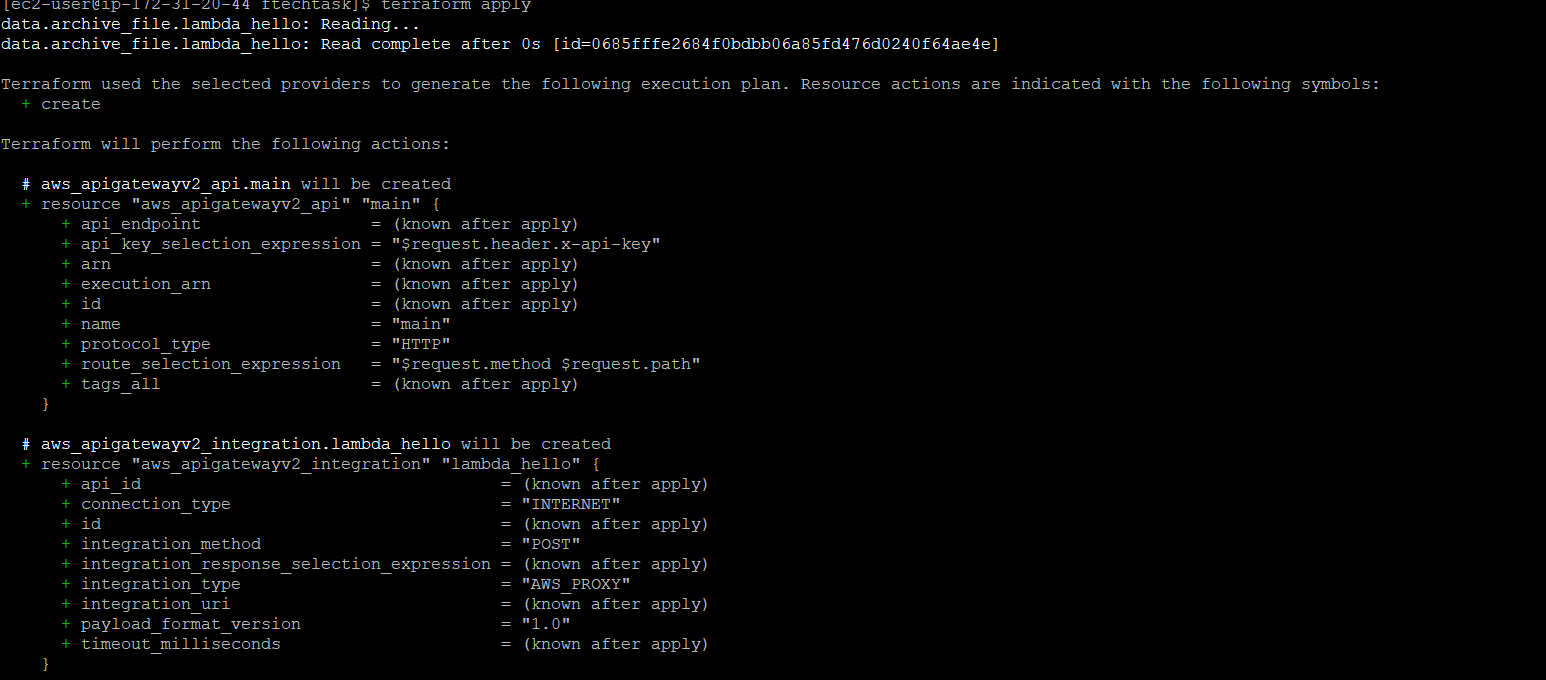 [ec2-user@ip-172-31-20-44 ftechtask]$ terraform apply
data.archive_file.lambda_hello: Reading...
data.archive_file.lambda_hello: Read complete after 0s [id=0685fffe2684f0bdbb06a85fd476d0240f64ae4e]
Terraform used the selected providers to generate the following execution plan. Resource actions are indicated with the following symbols:
  + create
Terraform will perform the following actions:
  # aws_apigatewayv2_api.main will be created
  + resource "aws_apigatewayv2_api" "main" {
      + api_endpoint                 = (known after apply)
      + api_key_selection_expression = "$request.header.x-api-key"
      + arn                          = (known after apply)
      + execution_arn                = (known after apply)
      + id                           = (known after apply)
      + name                         = "main"
      + protocol_type                = "HTTP"
      + route_selection_expression   = "$request.method $request.path"
      + tags_all                     = (known after apply)
    }
  # aws_apigatewayv2_integration.lambda_hello will be created
  + resource "aws_apigatewayv2_integration" "lambda_hello" {
      + api_id                                    = (known after apply)
      + connection_type                           = "INTERNET"
      + id                                        = (known after apply)
      + integration_method                        = "POST"
      + integration_response_selection_expression = (known after apply)
      + integration_type                          = "AWS_PROXY"
      + integration_uri                           = (known after apply)
      + payload_format_version                    = "1.0"
      + timeout_milliseconds                      = (known after apply)
    }